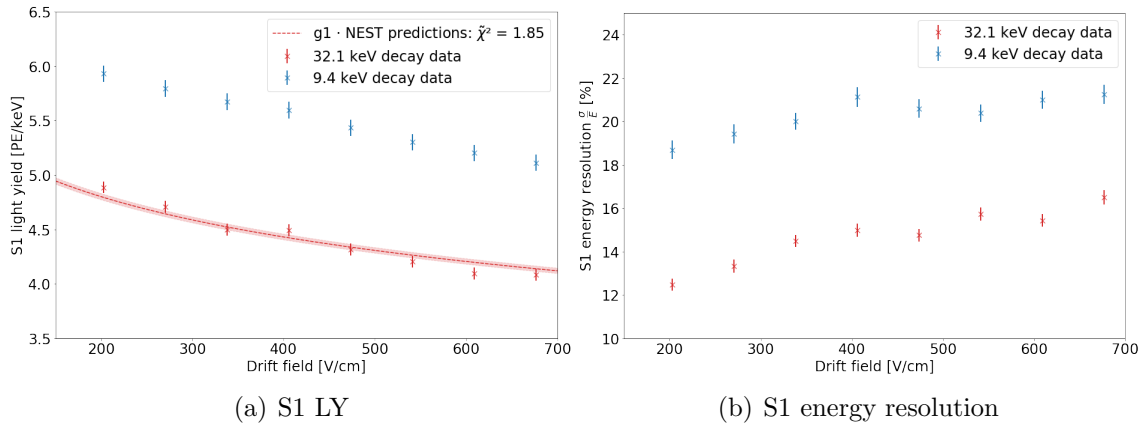 6.5
6.0
5.5
5.0
4.5
4.0
3.5
S1 light yield [PE/keV]
g1 · NEST predictions: χ̃² = 1.85
32.1 keV decay data
9.4 keV decay data
200 300 400 500 600 700
Drift field [V/cm]
(a) S1 LY
24
22
20
18
16
14
12
10
S1 energy resolution σ/E [%]
32.1 keV decay data
9.4 keV decay data
200 300 400 500 600 700
Drift field [V/cm]
(b) S1 energy resolution